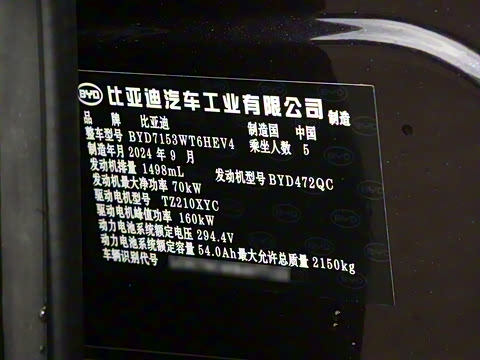 BYD 比亚迪汽车工业有限公司 制造
品 牌 比亚迪 制造国 中国
整车型号 BYD7153WT6HEV4 乘坐人数 5
制造年月 2024 年 9 月
发动机排量 1498mL 发动机型号 BYD472QC
发动机最大净功率 70kW
驱动电机型号 TZ210XYC
驱动电机峰值功率 160kW
动力电池系统额定电压 294.4V
动力电池系统额定容量 54.0Ah 最大允许总质量 2150kg
车辆识别代号